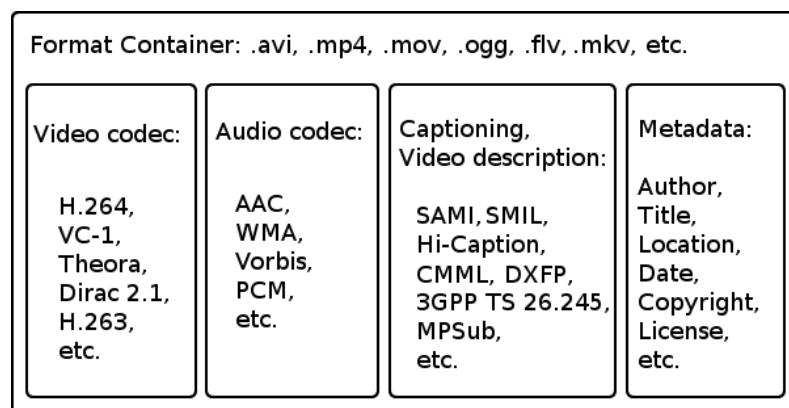 Format Container: .avi, .mp4, .mov, .ogg, .flv, .mkv, etc.
Video codec:
H.264,
VC-1,
Theora,
Dirac 2.1,
H.263,
etc.
Audio codec:
AAC,
WMA,
Vorbis,
PCM,
etc.
Captioning,
Video description:
SAMI, SMIL,
Hi-Caption,
CMML, DXFP,
3GPP TS 26.245,
MPSub,
etc.
Metadata:
Author,
Title,
Location,
Date,
Copyright,
License,
etc.